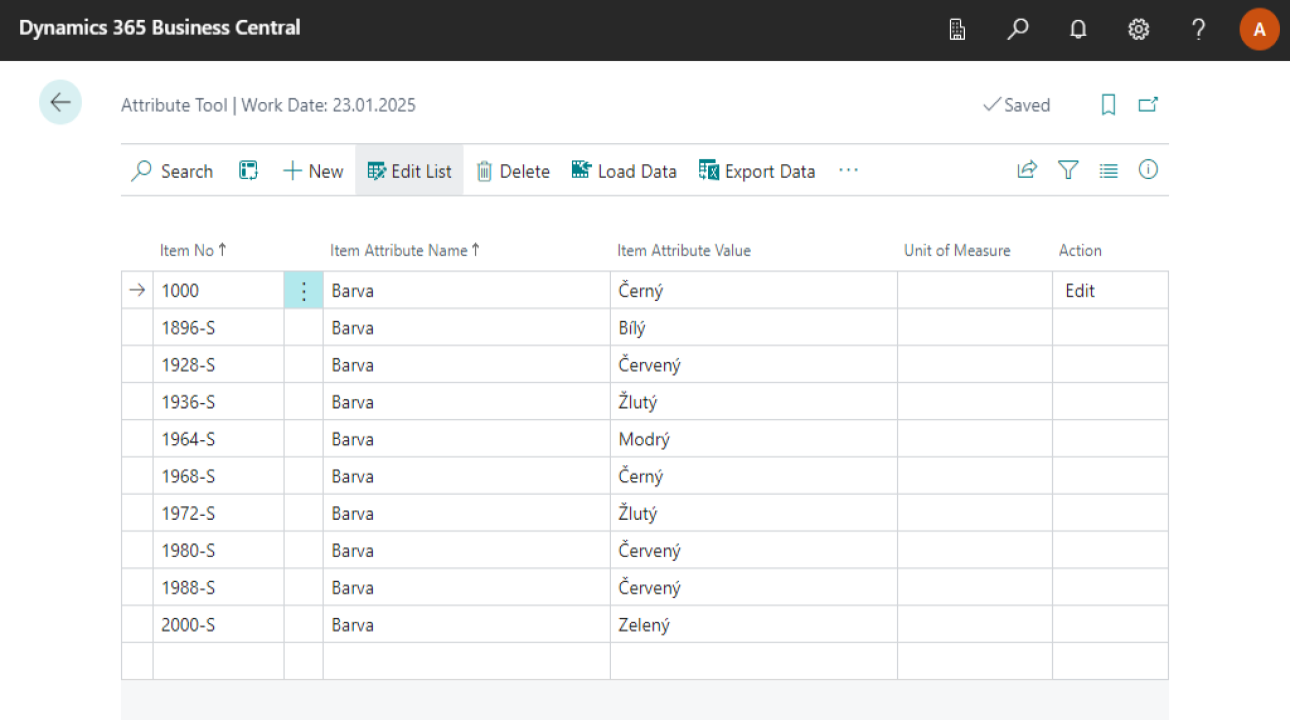 Dynamics 365 Business Central
A
Attribute Tool | Work Date: 23.01.2025
Saved
Search New Edit List Delete Load Data Export Data ...
Item No ↑ Item Attribute Name ↑ Item Attribute Value Unit of Measure Action
1000 Barva Černý Edit
1896-S Barva Bílý
1928-S Barva Červený
1936-S Barva Žlutý
1964-S Barva Modrý
1968-S Barva Černý
1972-S Barva Žlutý
1980-S Barva Červený
1988-S Barva Červený
2000-S Barva Zelený